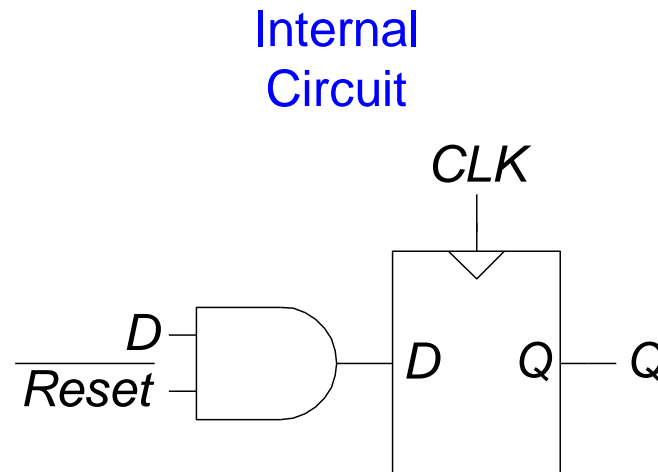 Internal
Circuit
CLK
D
D Q Q
Reset